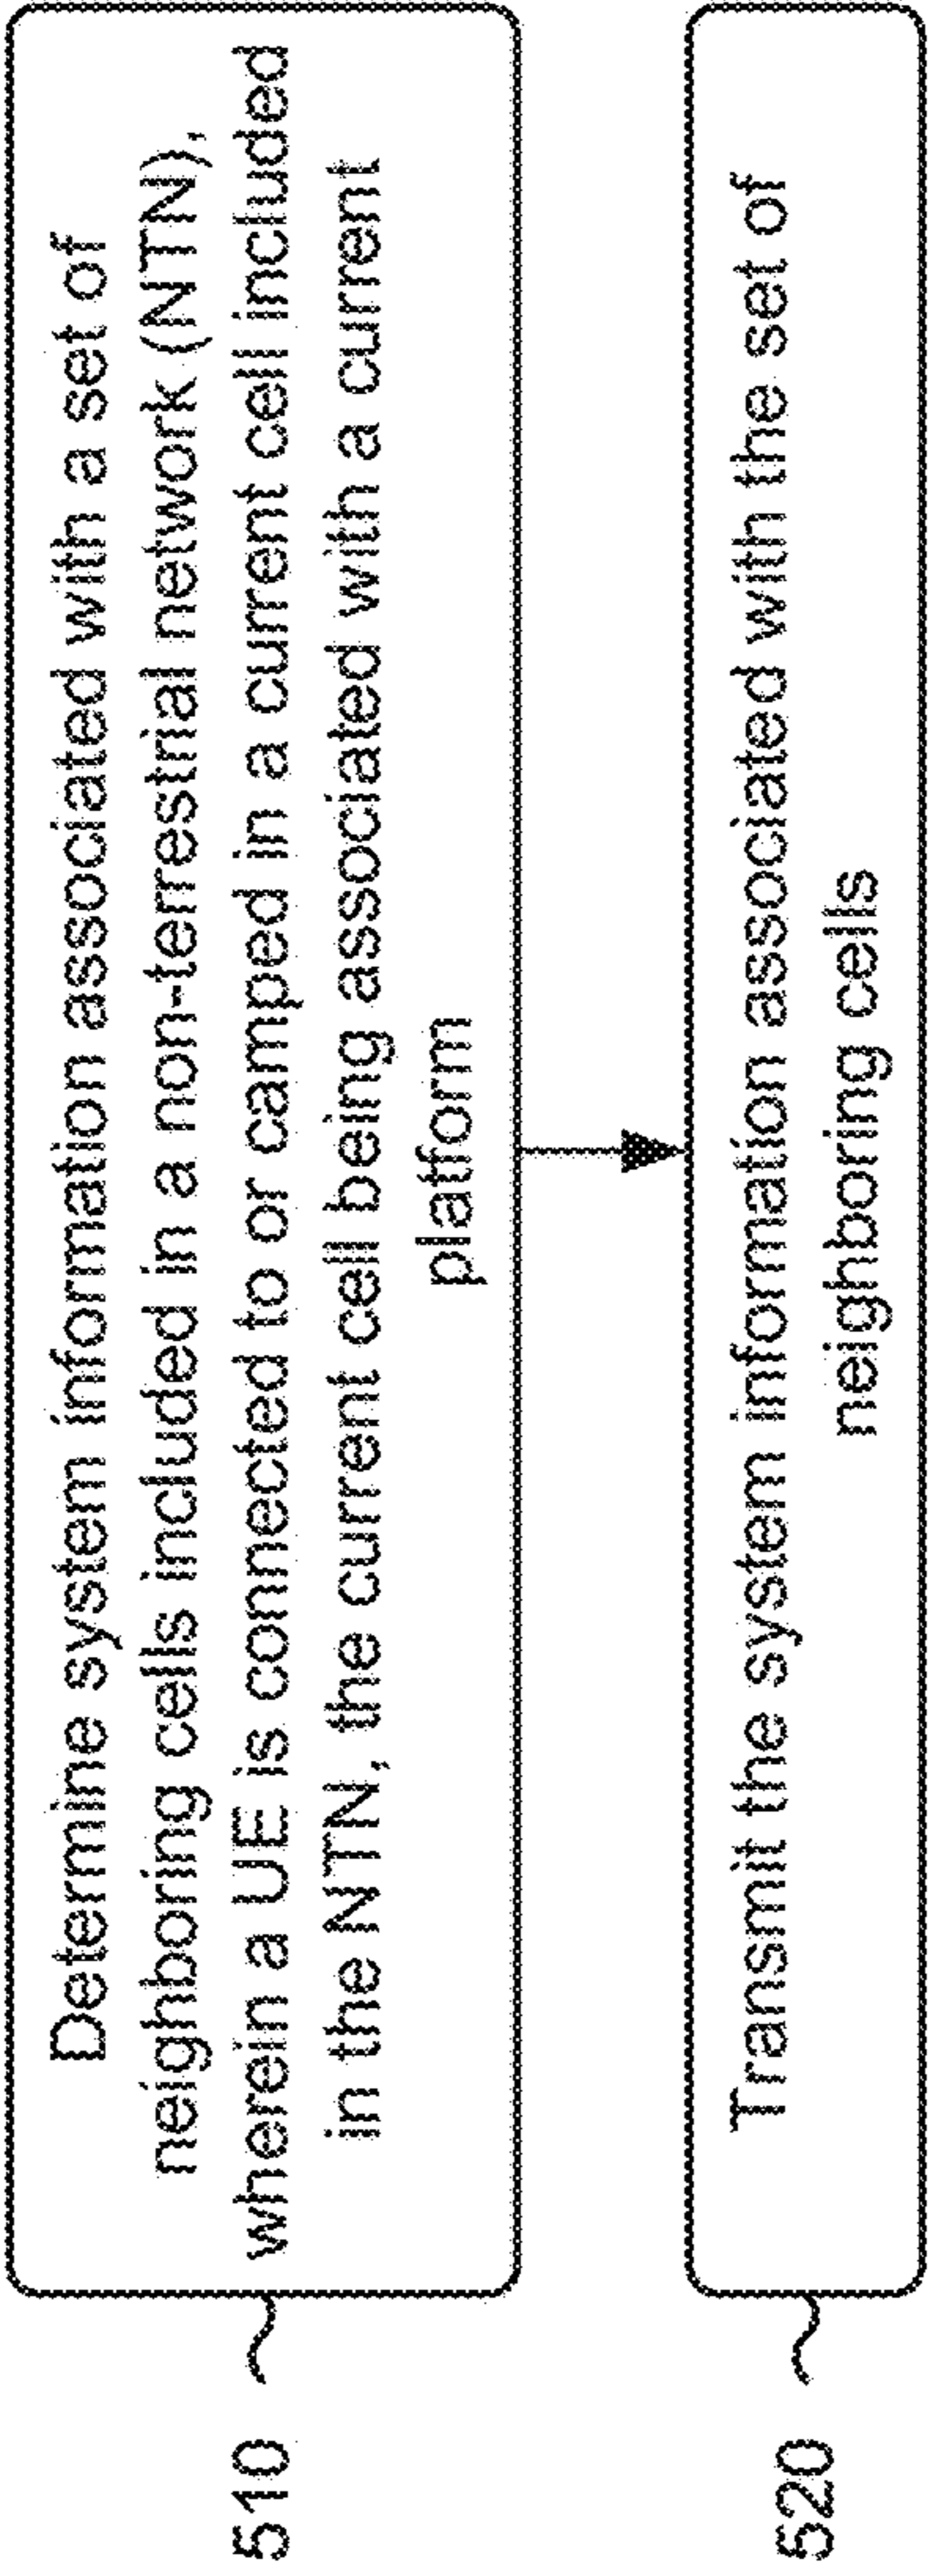 510
Determine system information associated with a set of
neighboring cells included in a non-terrestrial network (NTN),
wherein a UE is connected to or camped in a current cell included
in the NTN, the current cell being associated with a current
platform
520
Transmit the system information associated with the set of
neighboring cells